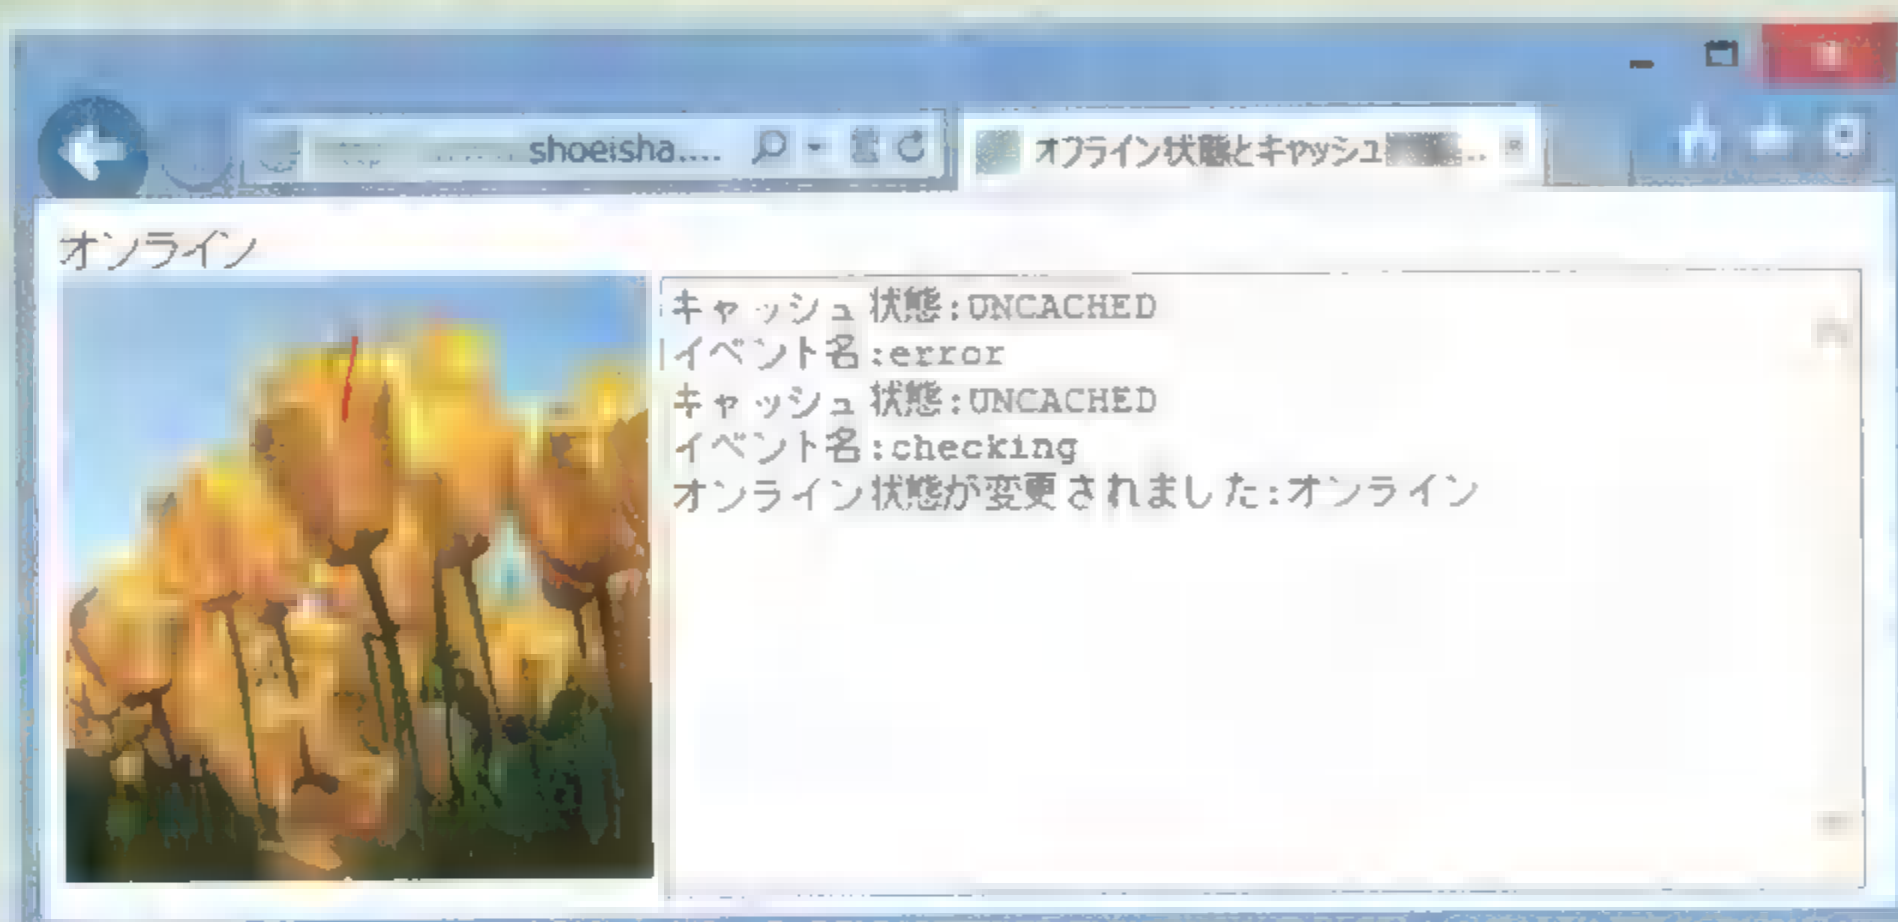 shoeisha....
オフライン状態とキャッシュ...
オンライン
キャッシュ状態:UNCACHED
イベント名:error
キャッシュ状態:UNCACHED
イベント名:checking
オンライン状態が変更されました:オンライン